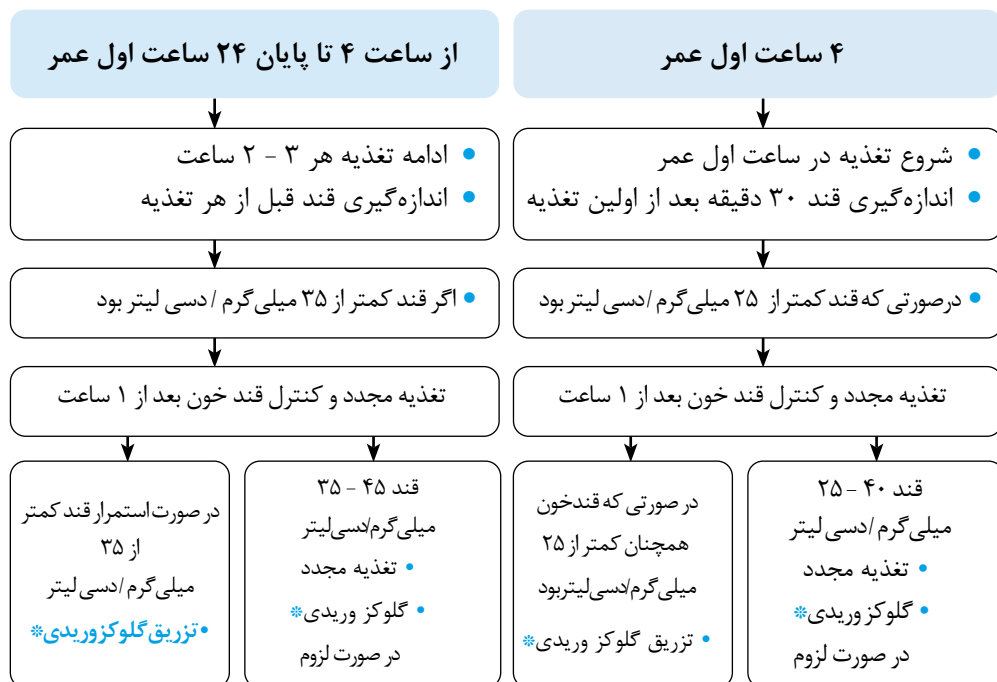 ۴ ساعت اول عمر
• شروع تغذیه در ساعت اول عمر
• اندازه‌گیری قند ۳۰ دقیقه بعد از اولین تغذیه
• درصورتی که قند کمتر از ۲۵ میلی‌گرم / دسی لیتر بود
تغذیه مجدد و کنترل قند خون بعد از ۱ ساعت
قند ۴۰ – ۲۵
میلی‌گرم / دسی لیتر
• تغذیه مجدد
• گلوکز وریدی*
در صورت لزوم
در صورتی که قندخون
همچنان کمتر از ۲۵
میلی‌گرم/دسی‌لیتربود
• تزریق گلوکز وریدی*
از ساعت ۴ تا پایان ۲۴ ساعت اول عمر
• ادامه تغذیه هر ۳ – ۲ ساعت
• اندازه‌گیری قند قبل از هر تغذیه
• اگر قند کمتر از ۳۵ میلی‌گرم / دسی لیتر بود
تغذیه مجدد و کنترل قند خون بعد از ۱ ساعت
قند ۴۵ – ۳۵
میلی‌گرم/دسی‌لیتر
• تغذیه مجدد
• گلوکز وریدی*
در صورت لزوم
در صورت استمرار قند کمتر
از ۳۵
میلی‌گرم / دسی لیتر
• تزریق گلوکز وریدی*